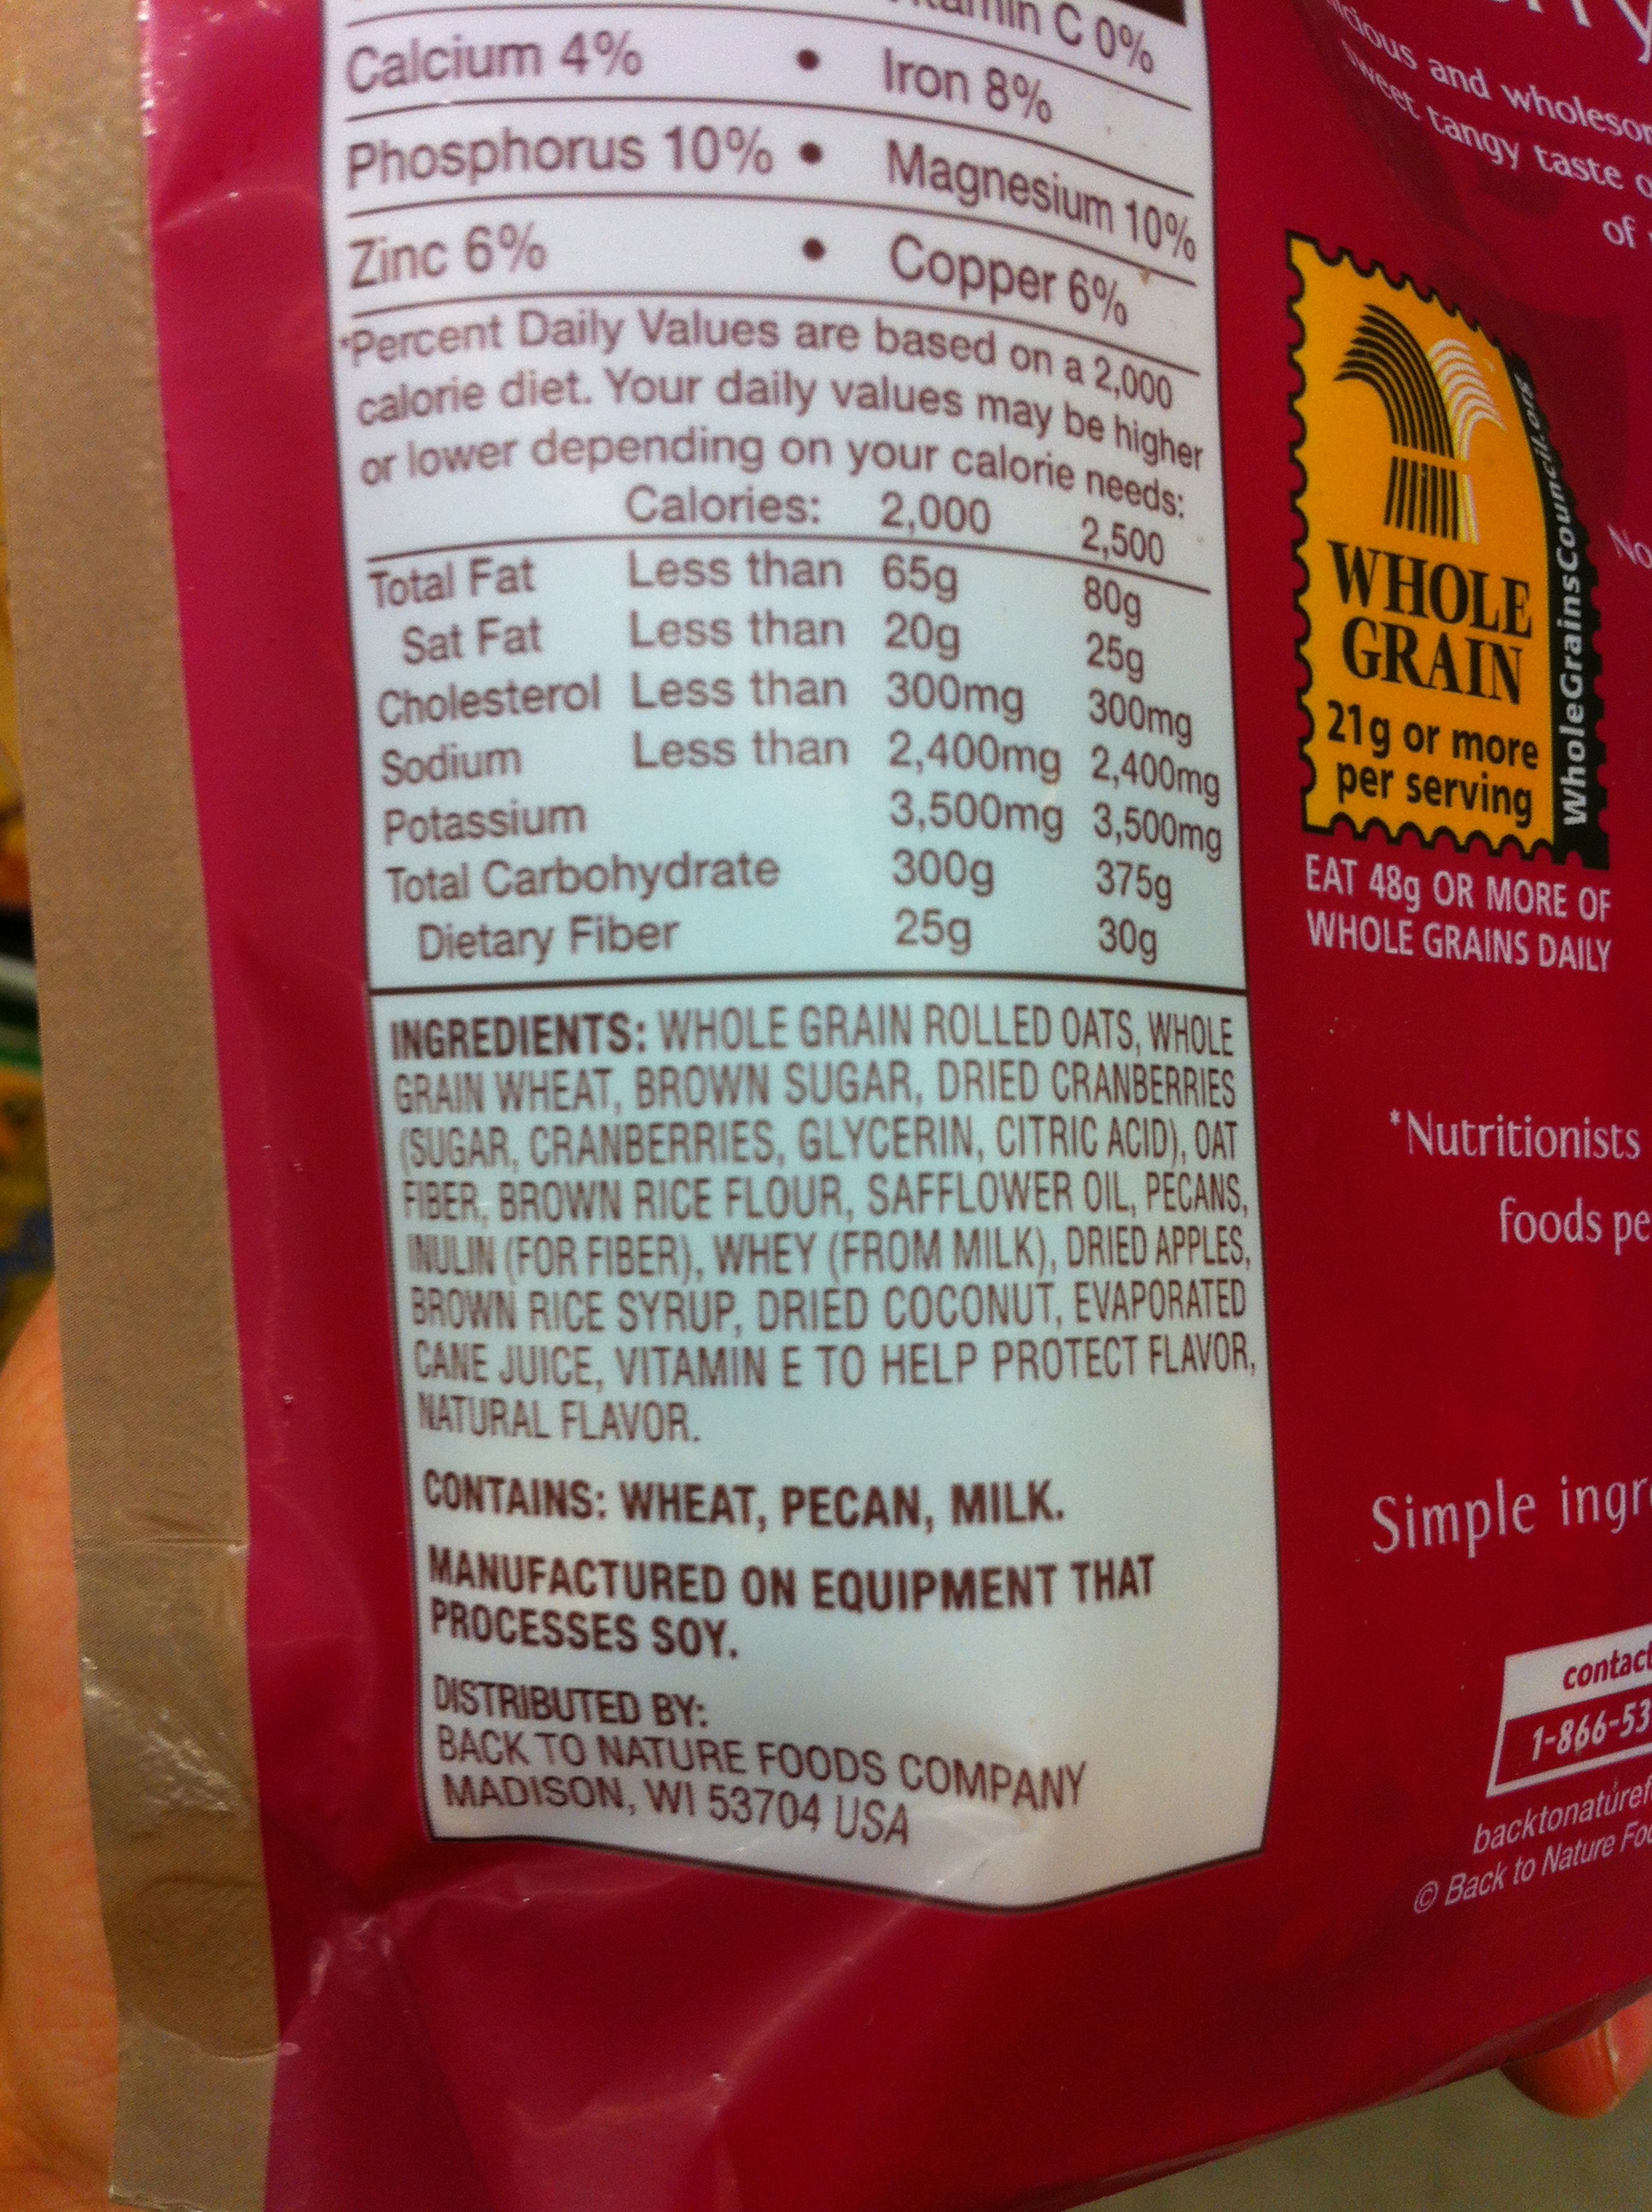 C 0%
Calcium 4% • Iron 8%
Phosphorus 10% • Magnesium 10%
Zinc 6% • Copper 6%
*Percent Daily Values are based on a 2,000
calorie diet. Your daily values may be higher
or lower depending on your calorie needs:
Calories: 2,000 2,500
Total Fat Less than 65g 80g
Sat Fat Less than 20g 25g
Cholesterol Less than 300mg 300mg
Sodium Less than 2,400mg 2,400mg
Potassium 3,500mg 3,500mg
Total Carbohydrate 300g 375g
Dietary Fiber 25g 30g
INGREDIENTS: WHOLE GRAIN ROLLED OATS, WHOLE
GRAIN WHEAT, BROWN SUGAR, DRIED CRANBERRIES
(SUGAR, CRANBERRIES, GLYCERIN, CITRIC ACID), OAT
FIBER, BROWN RICE FLOUR, SAFFLOWER OIL, PECANS,
INULIN (FOR FIBER), WHEY (FROM MILK), DRIED APPLES,
BROWN RICE SYRUP, DRIED COCONUT, EVAPORATED
CANE JUICE, VITAMIN E TO HELP PROTECT FLAVOR,
NATURAL FLAVOR.
CONTAINS: WHEAT, PECAN, MILK.
MANUFACTURED ON EQUIPMENT THAT
PROCESSES SOY.
DISTRIBUTED BY:
BACK TO NATURE FOODS COMPANY
MADISON, WI 53704 USA
and
tangy taste
of
WHOLE
GRAIN
21g or more
per serving
WholeGrainsCouncil.org
EAT 48g OR MORE OF
WHOLE GRAINS DAILY
*Nutritionists
foods
Simple
contact
1-866-53
© Back to Nature